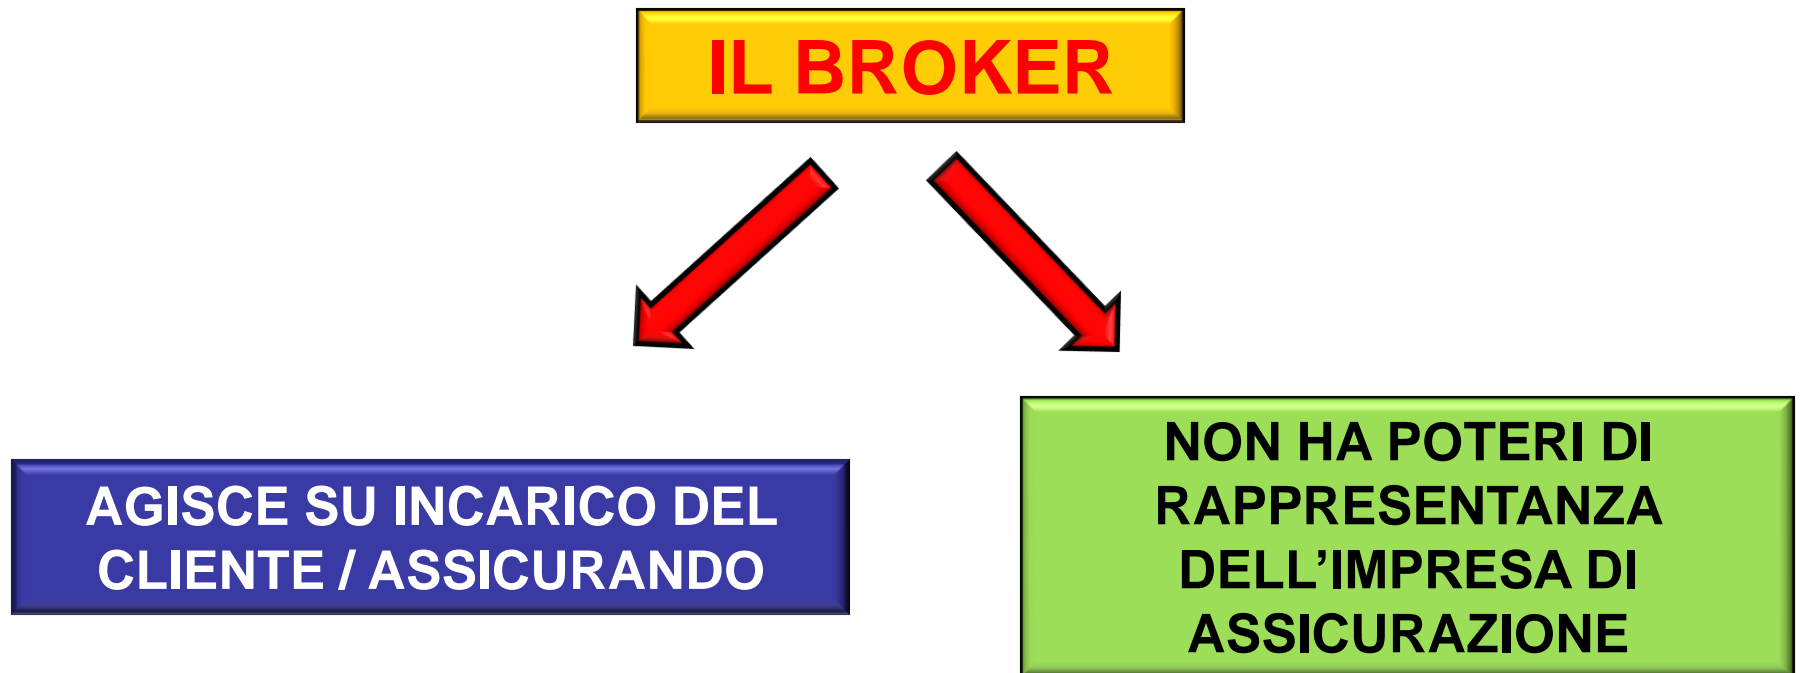 IL BROKER
AGISCE SU INCARICO DEL
CLIENTE / ASSICURANDO
NON HA POTERI DI
RAPPRESENTANZA
DELL’IMPRESA DI
ASSICURAZIONE